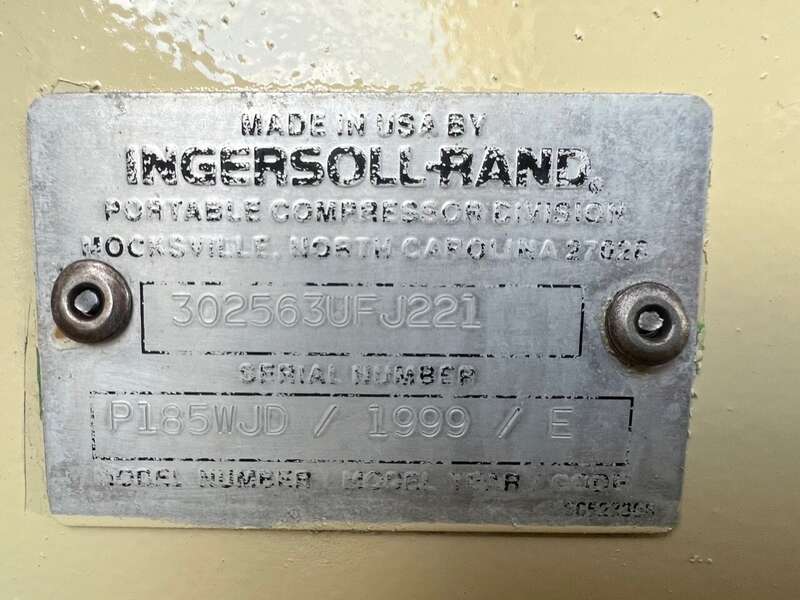 MADE IN USA BY
INGERSOLL-RAND®
PORTABLE COMPRESSOR DIVISION
MOCKSVILLE, NORTH CAROLINA 27028
302563UFJ221
SERIAL NUMBER
P185WJD / 1999 / E
MODEL NUMBER MODEL YEAR / CODE